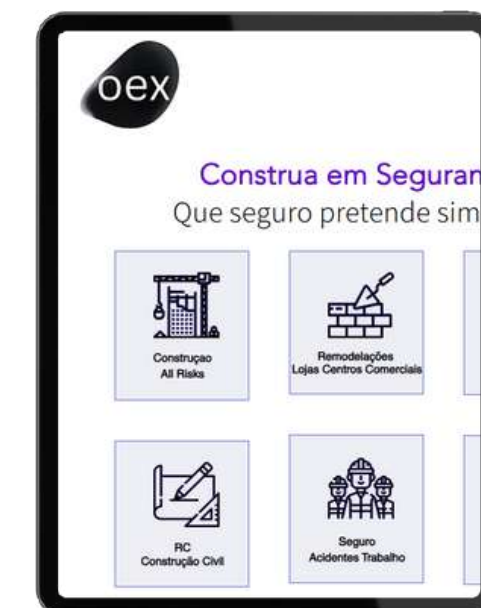 oex
Construa em Seguran
Que seguro pretende sim
Construçao
All Risks
Remodelações
Lojas Centros Comerciais
RC
Construção Civil
Seguro
Acidentes Trabalho